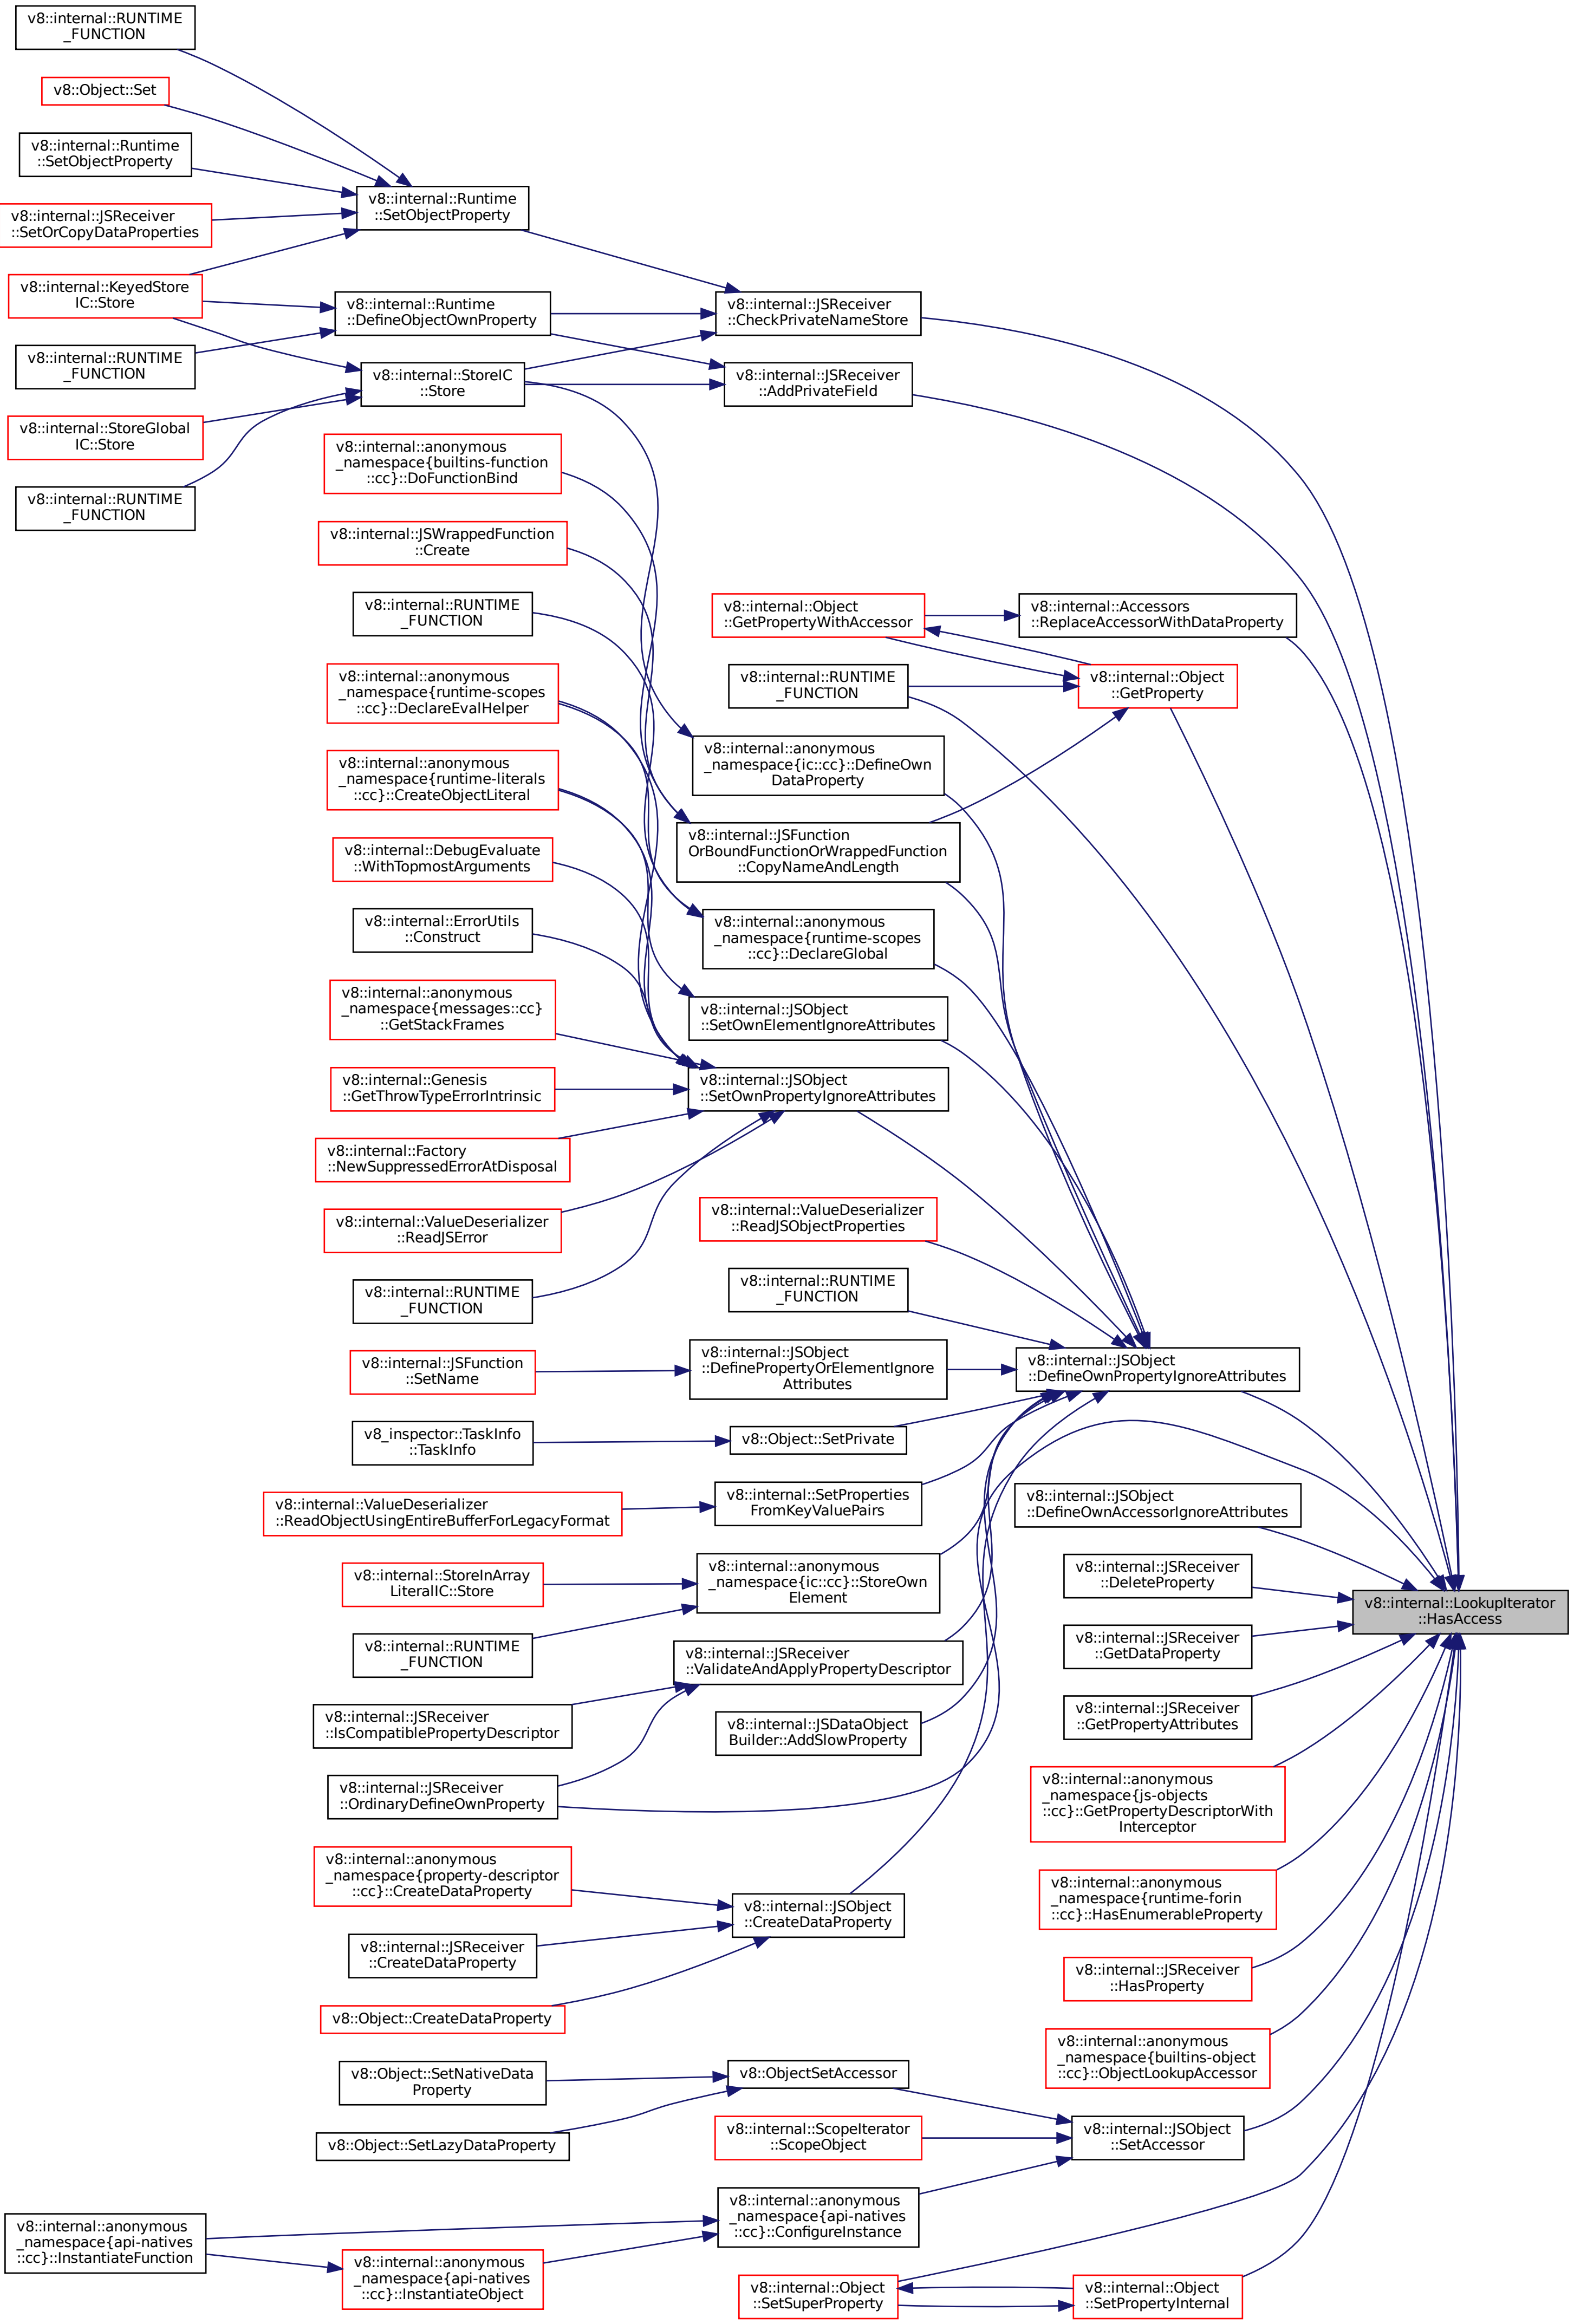 v8::internal::RUNTIME
_FUNCTION
v8::Object::Set
v8::internal::Runtime
::SetObjectProperty
v8::internal::JSReceiver
::SetOrCopyDataProperties
v8::internal::KeyedStore
IC::Store
v8::internal::RUNTIME
_FUNCTION
v8::internal::StoreGlobal
IC::Store
v8::internal::RUNTIME
_FUNCTION
v8::internal::anonymous
_namespace{api-natives
::cc}::InstantiateFunction
v8::internal::Runtime
::SetObjectProperty
v8::internal::Runtime
::DefineObjectOwnProperty
v8::internal::StoreIC
::Store
v8::internal::anonymous
_namespace{builtins-function
::cc}::DoFunctionBind
v8::internal::JSWrappedFunction
::Create
v8::internal::RUNTIME
_FUNCTION
v8::internal::anonymous
_namespace{runtime-scopes
::cc}::DeclareEvalHelper
v8::internal::anonymous
_namespace{runtime-literals
::cc}::CreateObjectLiteral
v8::internal::DebugEvaluate
::WithTopmostArguments
v8::internal::ErrorUtils
::Construct
v8::internal::anonymous
_namespace{messages::cc}
::GetStackFrames
v8::internal::Genesis
::GetThrowTypeErrorIntrinsic
v8::internal::Factory
::NewSuppressedErrorAtDisposal
v8::internal::ValueDeserializer
::ReadJSError
v8::internal::RUNTIME
_FUNCTION
v8::internal::JSFunction
::SetName
v8_inspector::TaskInfo
::TaskInfo
v8::internal::ValueDeserializer
::ReadObjectUsingEntireBufferForLegacyFormat
v8::internal::StoreInArray
LiteralIC::Store
v8::internal::RUNTIME
_FUNCTION
v8::internal::JSReceiver
::IsCompatiblePropertyDescriptor
v8::internal::JSReceiver
::OrdinaryDefineOwnProperty
v8::internal::anonymous
_namespace{property-descriptor
::cc}::CreateDataProperty
v8::internal::JSReceiver
::CreateDataProperty
v8::Object::CreateDataProperty
v8::Object::SetNativeData
Property
v8::Object::SetLazyDataProperty
v8::internal::anonymous
_namespace{api-natives
::cc}::InstantiateObject
v8::internal::JSReceiver
::CheckPrivateNameStore
v8::internal::JSReceiver
::AddPrivateField
v8::internal::Object
::GetPropertyWithAccessor
v8::internal::RUNTIME
_FUNCTION
v8::internal::anonymous
_namespace{ic::cc}::DefineOwn
DataProperty
v8::internal::JSFunction
OrBoundFunctionOrWrappedFunction
::CopyNameAndLength
v8::internal::anonymous
_namespace{runtime-scopes
::cc}::DeclareGlobal
v8::internal::JSObject
::SetOwnElementIgnoreAttributes
v8::internal::JSObject
::SetOwnPropertyIgnoreAttributes
v8::internal::ValueDeserializer
::ReadJSObjectProperties
v8::internal::RUNTIME
_FUNCTION
v8::internal::JSObject
::DefinePropertyOrElementIgnore
Attributes
v8::Object::SetPrivate
v8::internal::SetProperties
FromKeyValuePairs
v8::internal::anonymous
_namespace{ic::cc}::StoreOwn
Element
v8::internal::JSReceiver
::ValidateAndApplyPropertyDescriptor
v8::internal::JSDataObject
Builder::AddSlowProperty
v8::internal::JSObject
::CreateDataProperty
v8::ObjectSetAccessor
v8::internal::ScopeIterator
::ScopeObject
v8::internal::anonymous
_namespace{api-natives
::cc}::ConfigureInstance
v8::internal::Object
::SetSuperProperty
v8::internal::Accessors
::ReplaceAccessorWithDataProperty
v8::internal::Object
::GetProperty
v8::internal::JSObject
::DefineOwnPropertyIgnoreAttributes
v8::internal::JSObject
::DefineOwnAccessorIgnoreAttributes
v8::internal::JSReceiver
::DeleteProperty
v8::internal::JSReceiver
::GetDataProperty
v8::internal::JSReceiver
::GetPropertyAttributes
v8::internal::anonymous
_namespace{js-objects
::cc}::GetPropertyDescriptorWith
Interceptor
v8::internal::anonymous
_namespace{runtime-forin
::cc}::HasEnumerableProperty
v8::internal::JSReceiver
::HasProperty
v8::internal::anonymous
_namespace{builtins-object
::cc}::ObjectLookupAccessor
v8::internal::JSObject
::SetAccessor
v8::internal::Object
::SetPropertyInternal
v8::internal::LookupIterator
::HasAccess